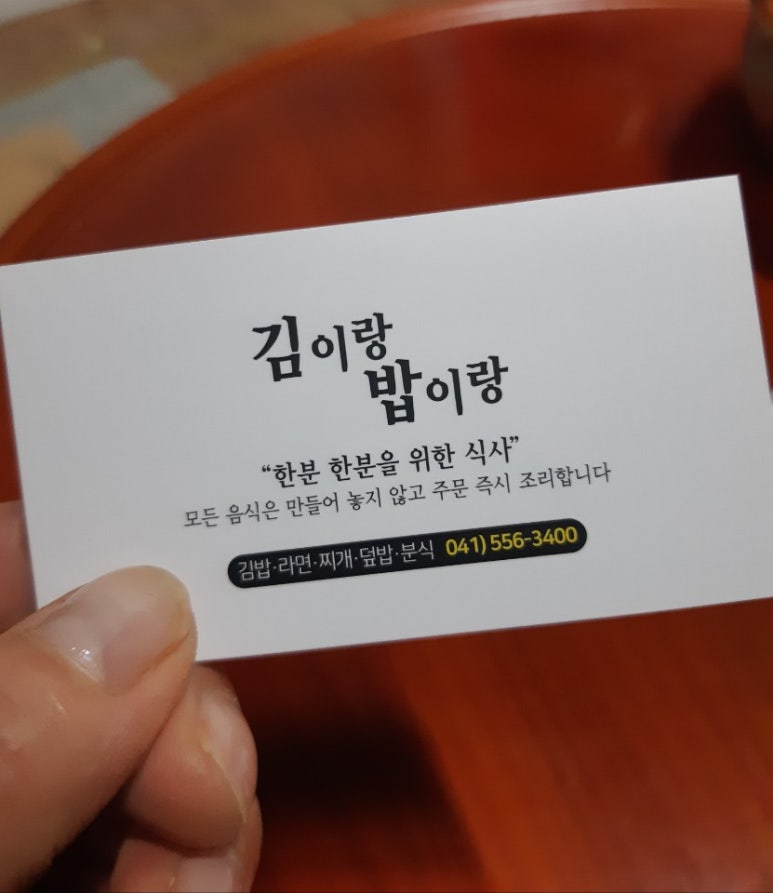 김이랑
밥이랑
“한분 한분을 위한 식사”
모든 음식은 만들어 놓지 않고 주문 즉시 조리합니다
김밥·라면·찌개·덮밥·분식 041) 556-3400